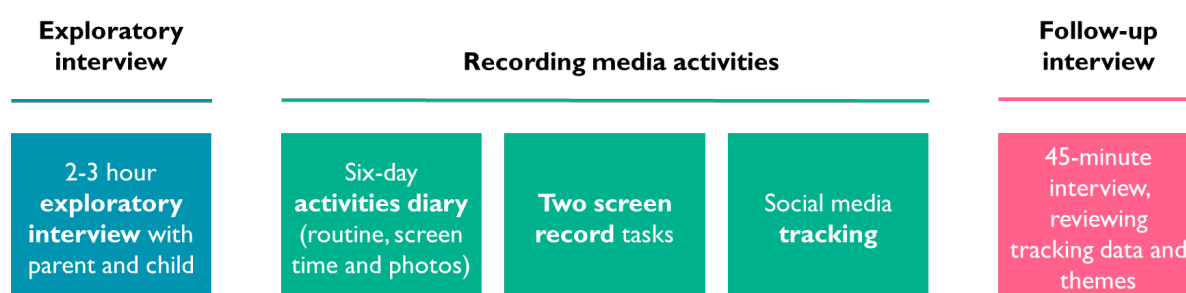 Exploratory
interview
Recording media activities
Follow-up
interview
2-3 hour
exploratory
interview with
parent and child
Six-day
activities diary
(routine, screen
time and photos)
Two screen
record tasks
Social media
tracking
45-minute
interview,
reviewing
tracking data and
themes